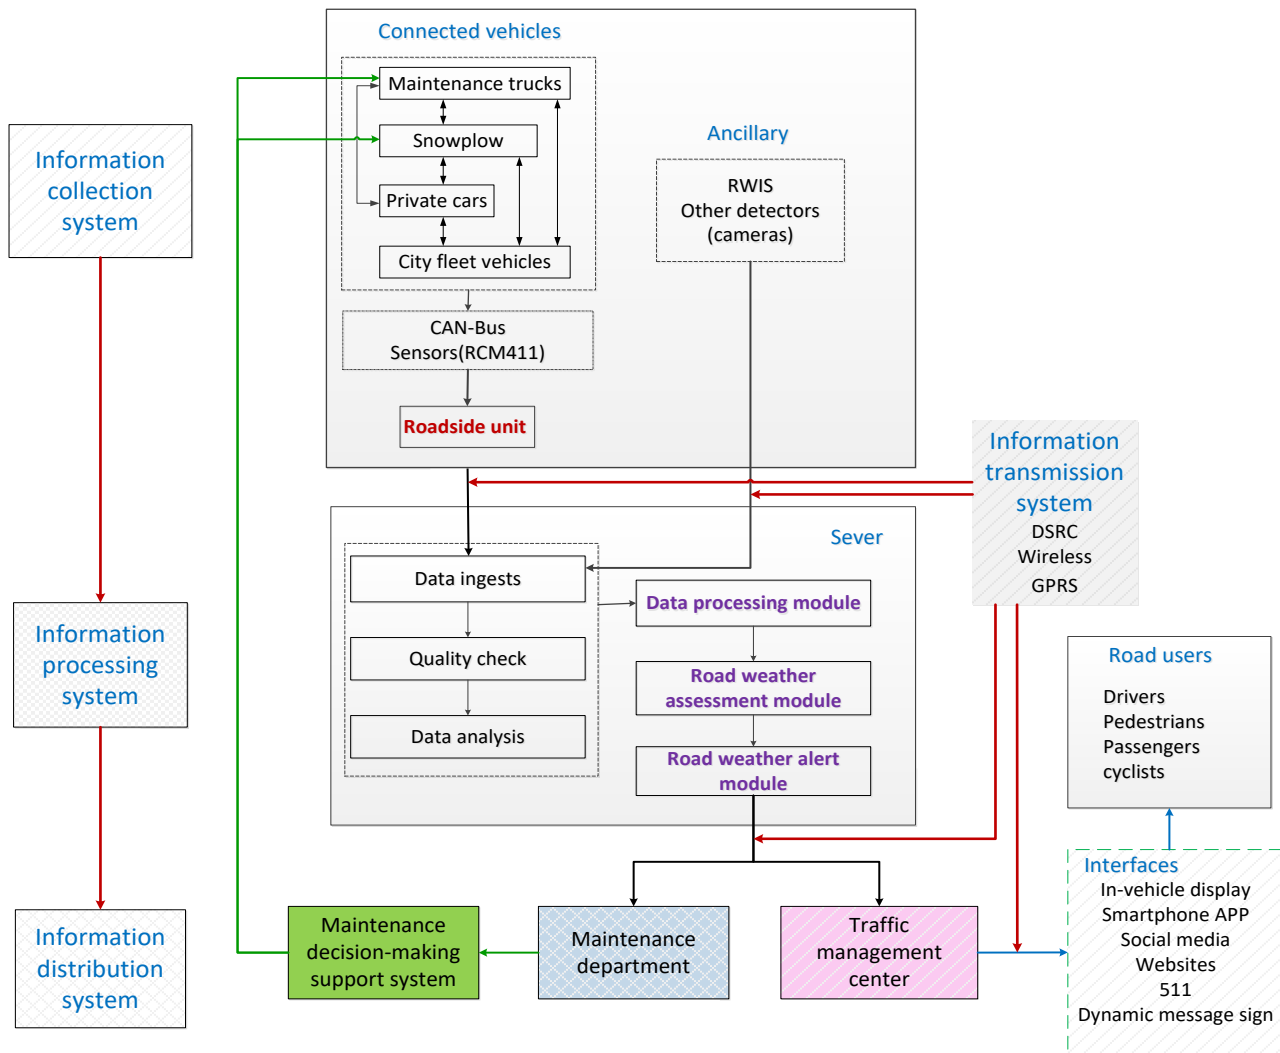 Connected vehicles
Maintenance trucks
Snowplow
Private cars
City fleet vehicles
CAN-Bus
Sensors(RCM411)
Roadside unit
Ancillary
RWIS
Other detectors
(cameras)
Information
collection
system
Information
transmission
system
DSRC
Wireless
GPRS
Sever
Data ingests
Quality check
Data analysis
Data processing module
Road weather
assessment module
Road weather alert
module
Information
processing
system
Road users
Drivers
Pedestrians
Passengers
cyclists
Interfaces
In-vehicle display
Smartphone APP
Social media
Websites
511
Dynamic message sign
Information
distribution
system
Maintenance
decision-making
support system
Maintenance
department
Traffic
management
center